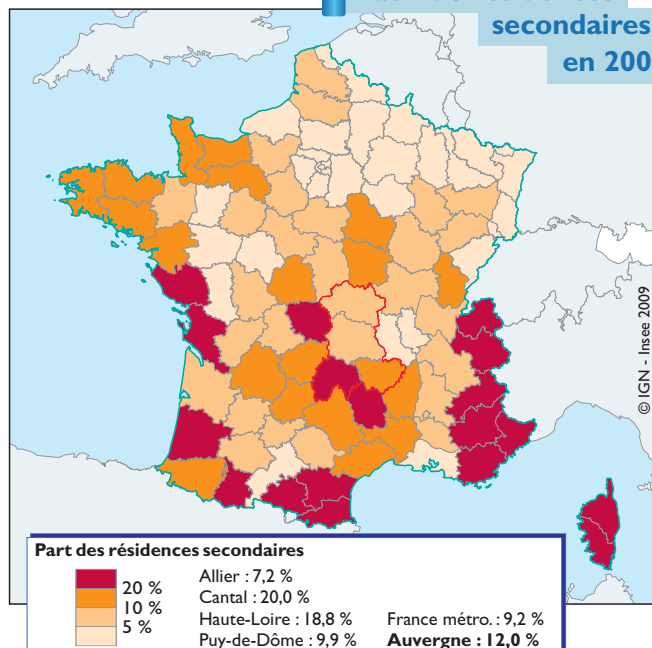 secondaires
en 200
© IGN - Insee 2009
Part des résidences secondaires
20 %
10 %
5 %
Allier : 7,2 %
Cantal : 20,0 %
Haute-Loire : 18,8 %
Puy-de-Dôme : 9,9 %
France métro. : 9,2 %
Auvergne : 12,0 %